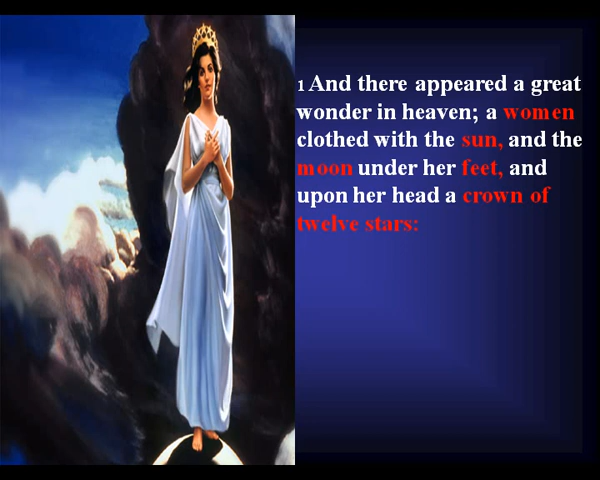 1 And there appeared a great
wonder in heaven; a women
clothed with the sun, and the
moon under her feet, and
upon her head a crown of
twelve stars: